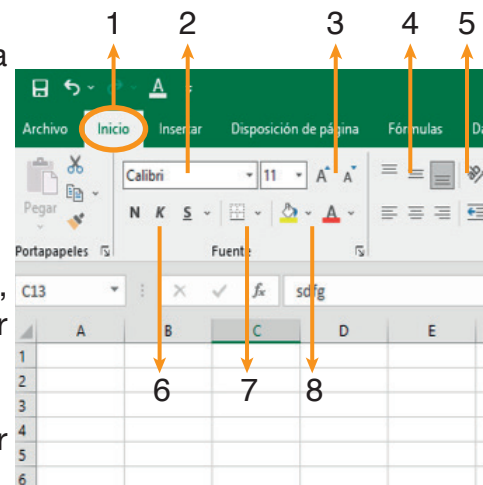 1 2 3 4 5
a
A
Archivo Inicio Insertar Disposición de página Fórmulas Da
Calibri 11 A A
Pegar
N K S A
Portapapeles Fuente
,
C13 fx sdfg
r
A B C D E
1
2
6 7 8
3
r
4
5
6